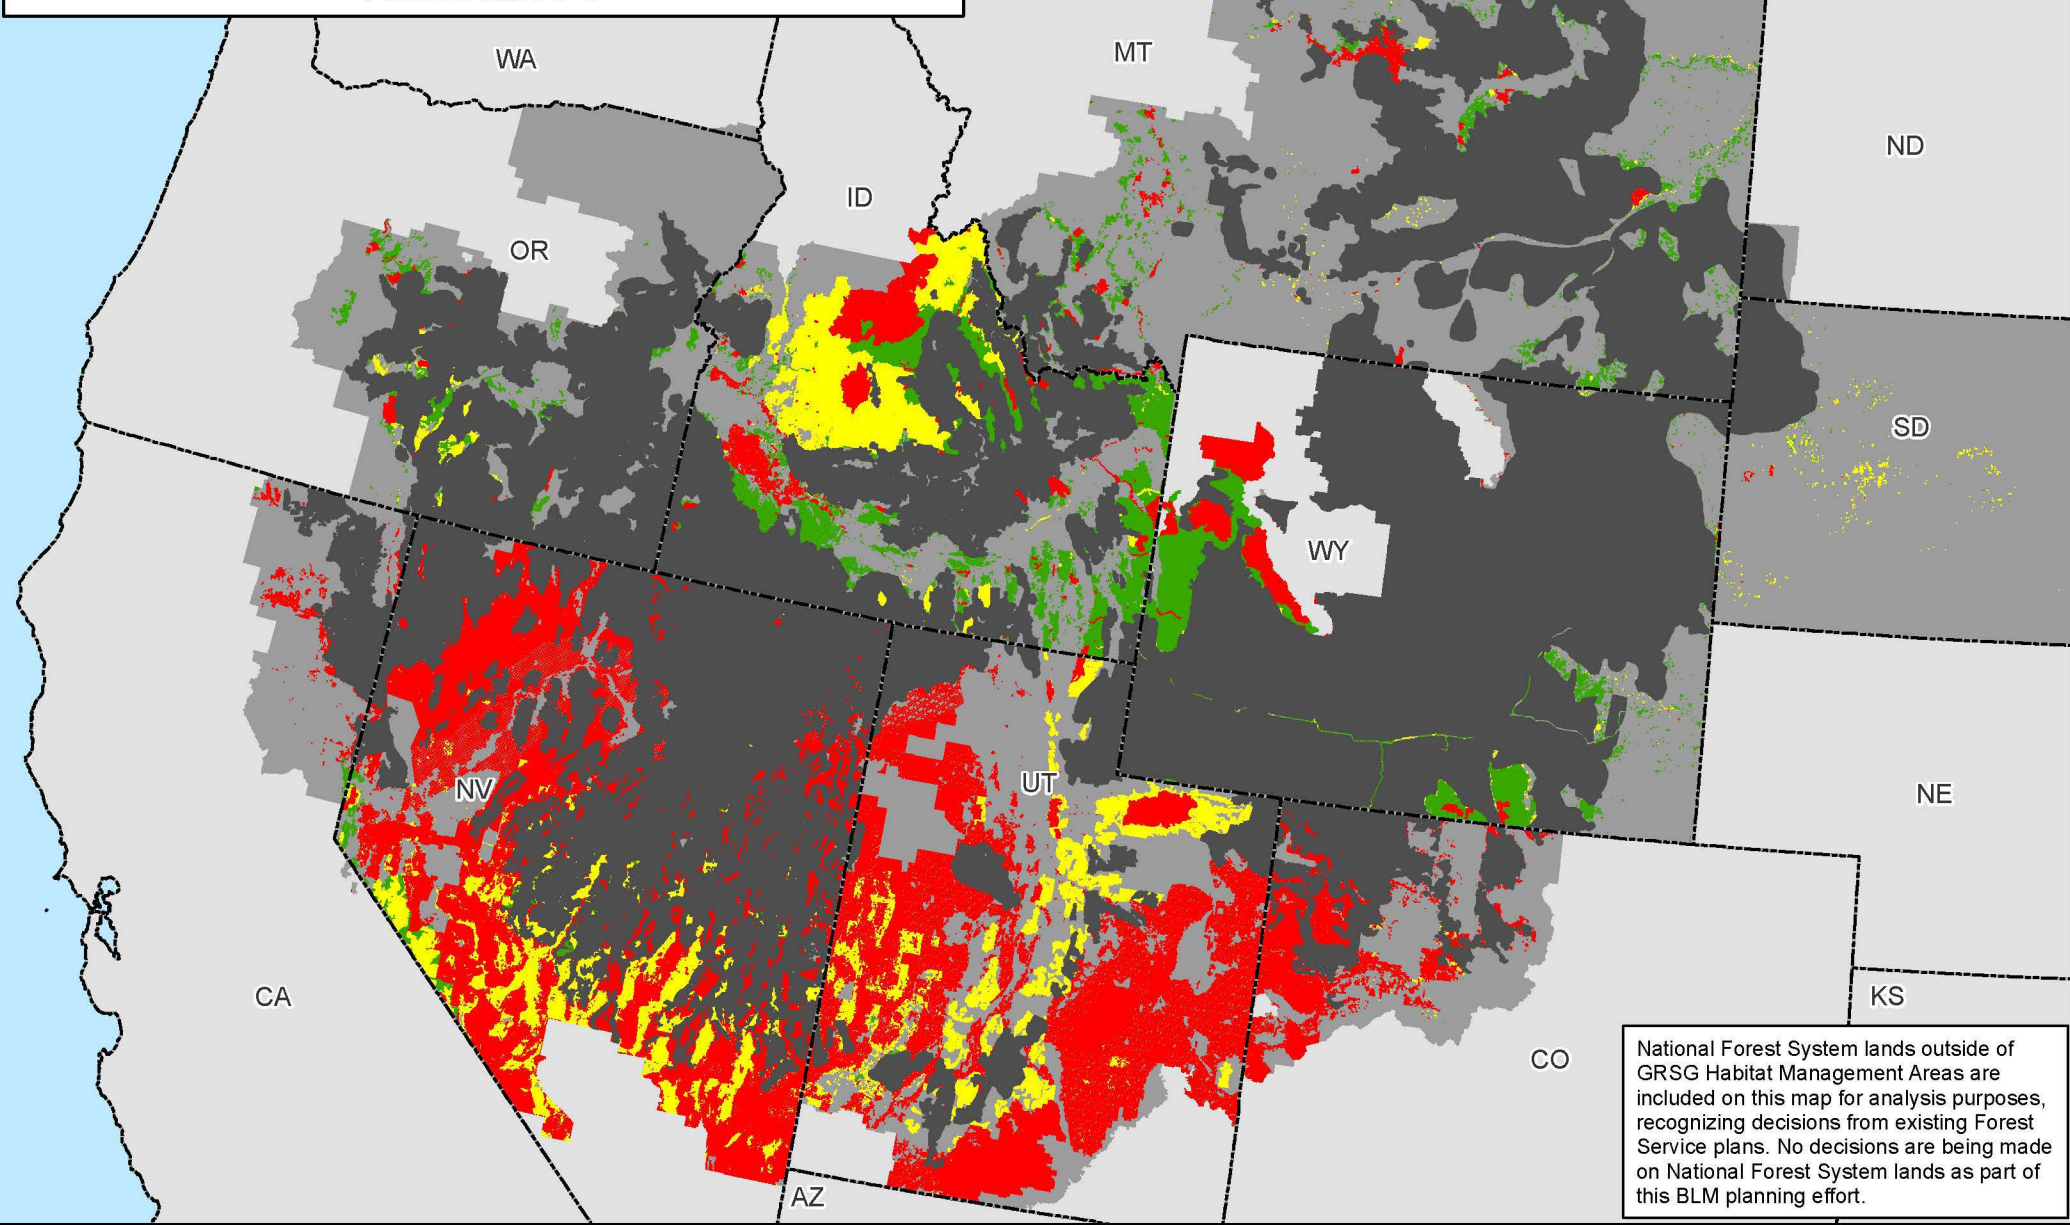 WA
MT
ND
ID
OR
SD
WY
NV
UT
NE
CA
KS
CO
AZ
National Forest System lands outside of
GRSG Habitat Management Areas are
included on this map for analysis purposes,
recognizing decisions from existing Forest
Service plans. No decisions are being made
on National Forest System lands as part of
this BLM planning effort.